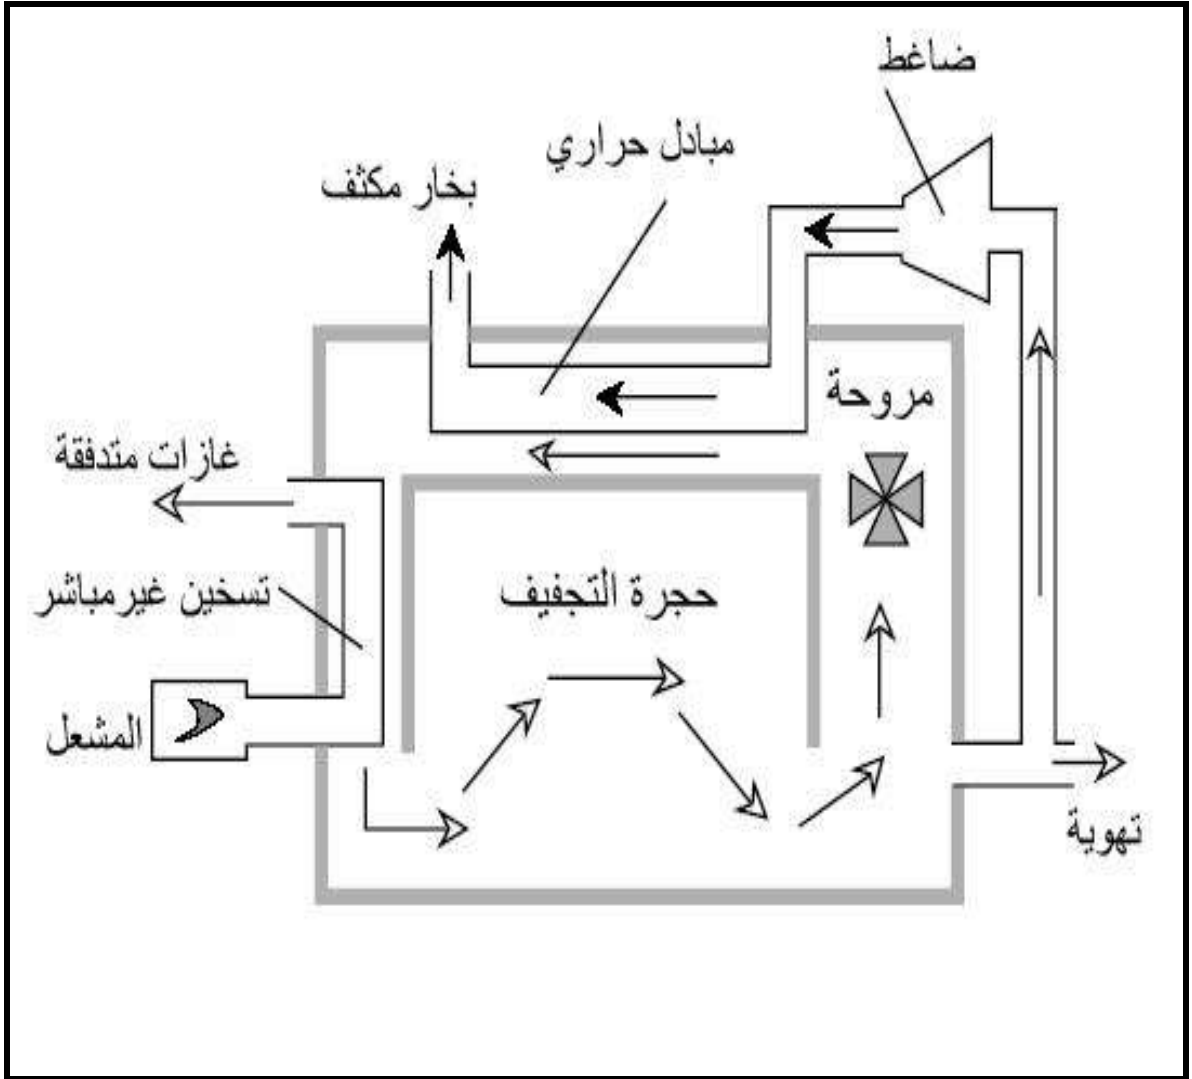 ضاغط
مبادل حراري
بخار مكثف
مروحة
غازات متدفقة
حجرة التجفيف
تسخين غيرمباشر
المشعل
تهوية